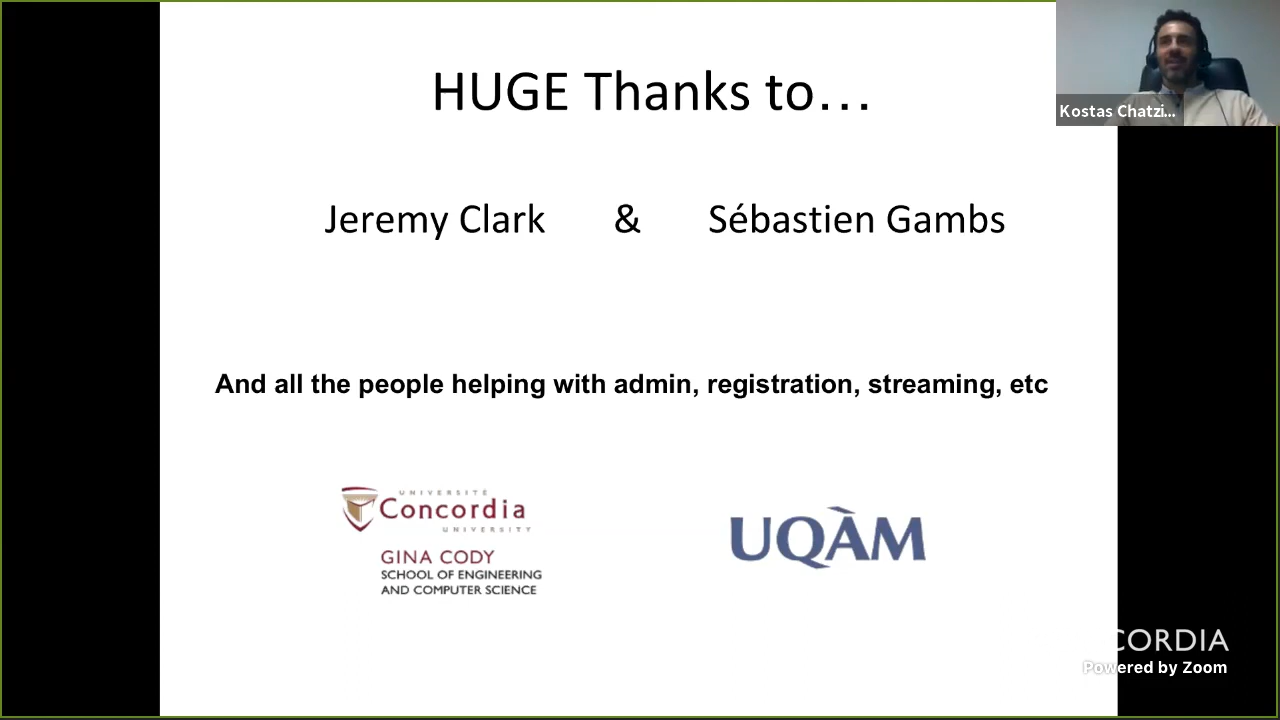 HUGE Thanks to…
Kostas Chatzi...
Jeremy Clark & Sébastien Gambs
And all the people helping with admin, registration, streaming, etc
UNIVERSITÉ
Concordia
UNIVERSITY
GINA CODY
SCHOOL OF ENGINEERING
AND COMPUTER SCIENCE
UQÀM
CORDIA
Powered by Zoom